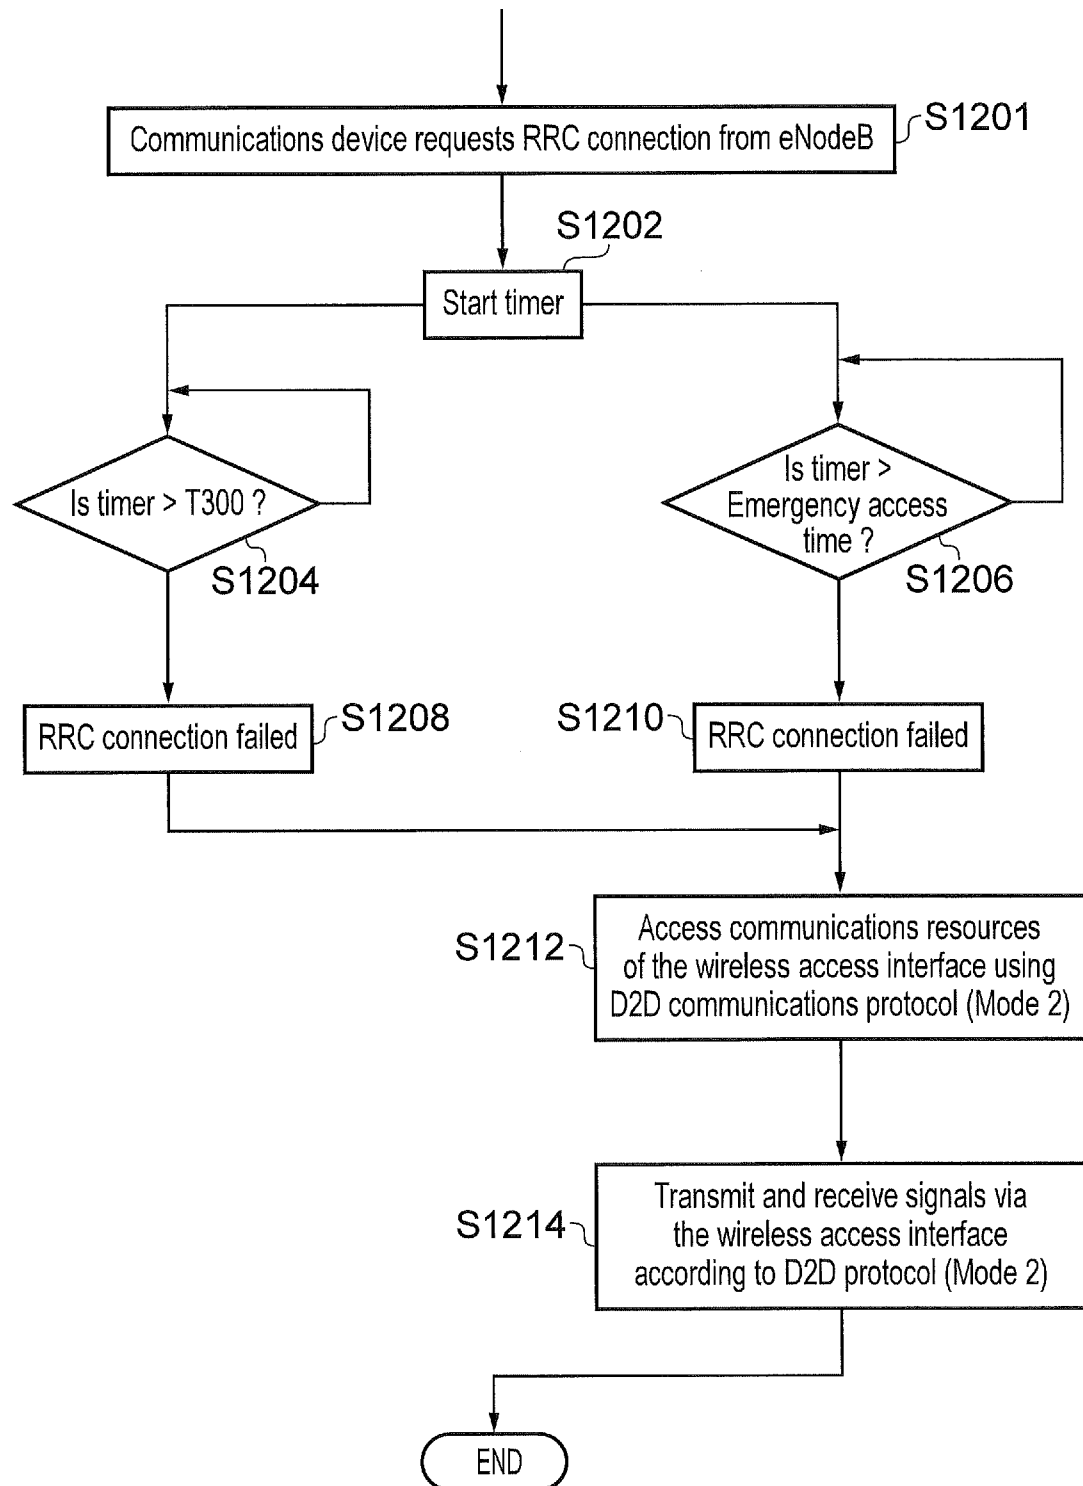 Communications device requests RRC connection from eNodeB
S1201
S1202
Start timer
Is timer > T300 ?
S1204
Is timer >
Emergency access
time ?
S1206
RRC connection failed
S1208
S1210
RRC connection failed
S1212
Access communications resources
of the wireless access interface using
D2D communications protocol (Mode 2)
S1214
Transmit and receive signals via
the wireless access interface
according to D2D protocol (Mode 2)
END